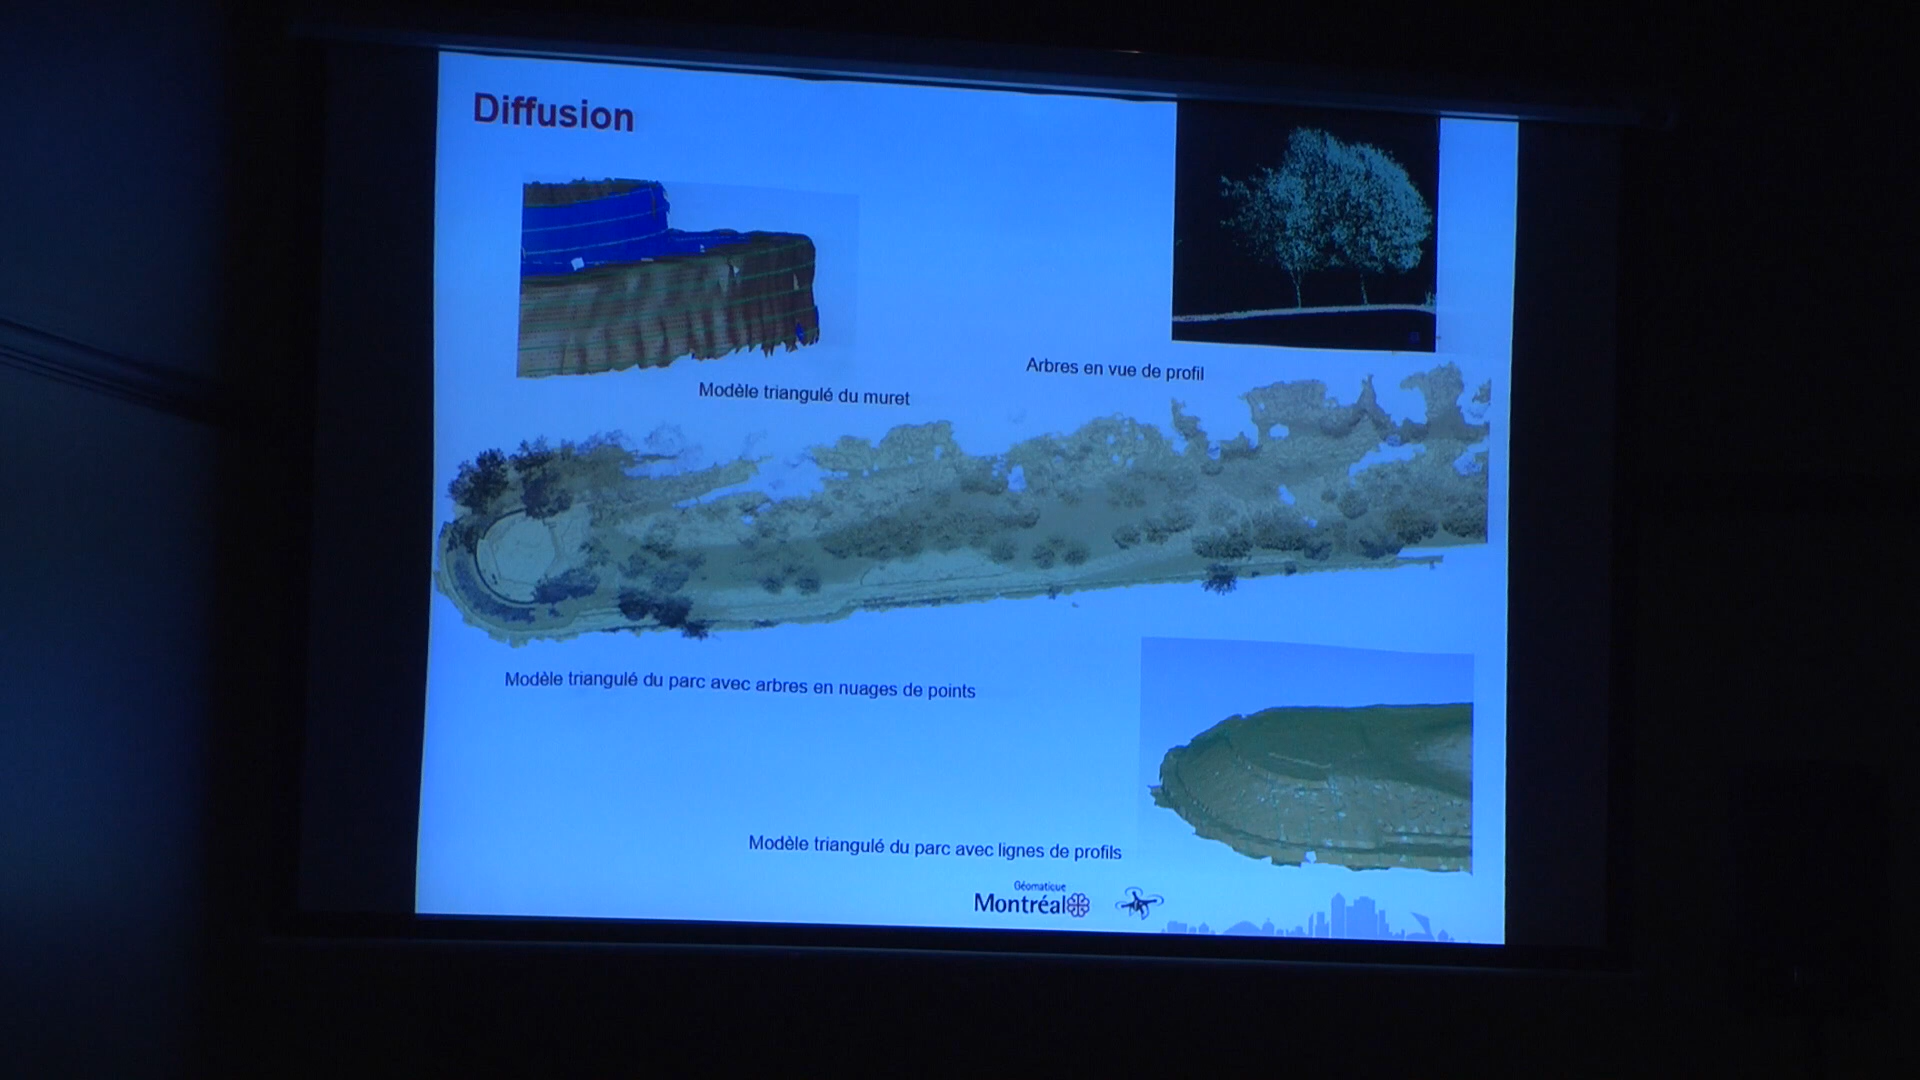 Diffusion
Arbres en vue de profil
Modèle triangulé du muret
Modèle triangulé du parc avec arbres en nuages de points
Modèle triangulé du parc avec lignes de profils
Géomatique
Montréal